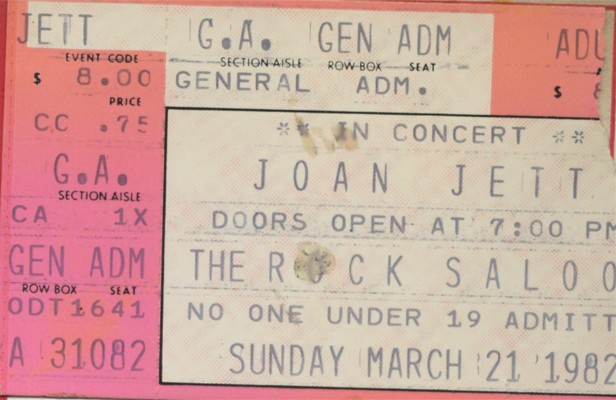 JETT G.A. GEN ADM ADU
EVENT CODE SECTION/AISLE ROW/BOX SEAT
$ 8.00 GENERAL ADM. $ 8
PRICE
CC .75
** IN CONCERT **
G.A.
SECTION AISLE
JOAN JETT
CA 1X
DOORS OPEN AT 7:00 PM
GEN ADM
THE ROCK SALOO
ROW BOX SEAT
ODT1641
NO ONE UNDER 19 ADMITT
A 31082
SUNDAY MARCH 21 1982